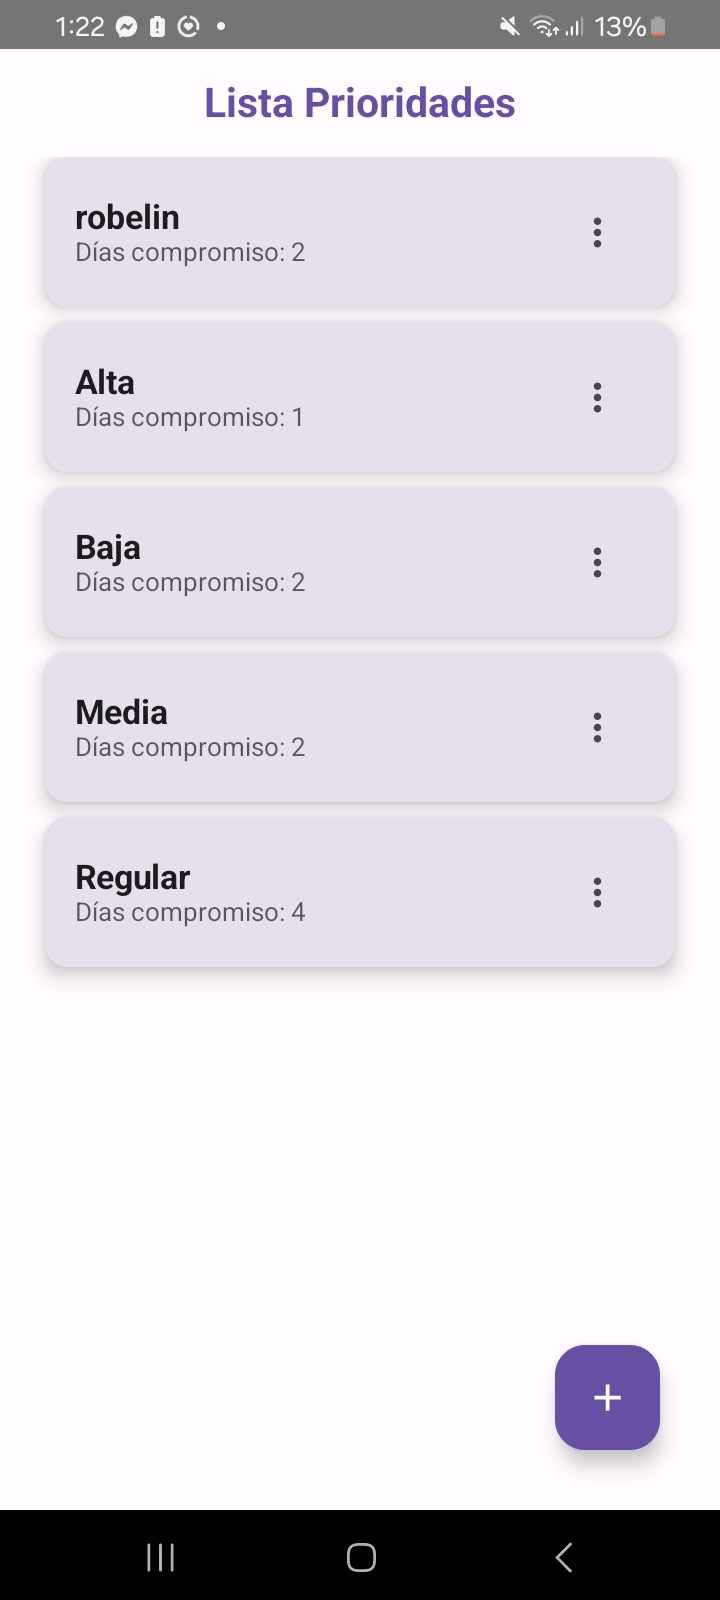 1:22
13%
Lista Prioridades
robelin
Días compromiso: 2
Alta
Días compromiso: 1
Baja
Días compromiso: 2
Media
Días compromiso: 2
Regular
Días compromiso: 4
+